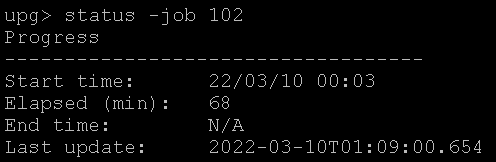 upg> status -job 102
Progress
-----------------------------------
Start time: 22/03/10 00:03
Elapsed (min): 68
End time: N/A
Last update: 2022-03-10T01:09:00.654